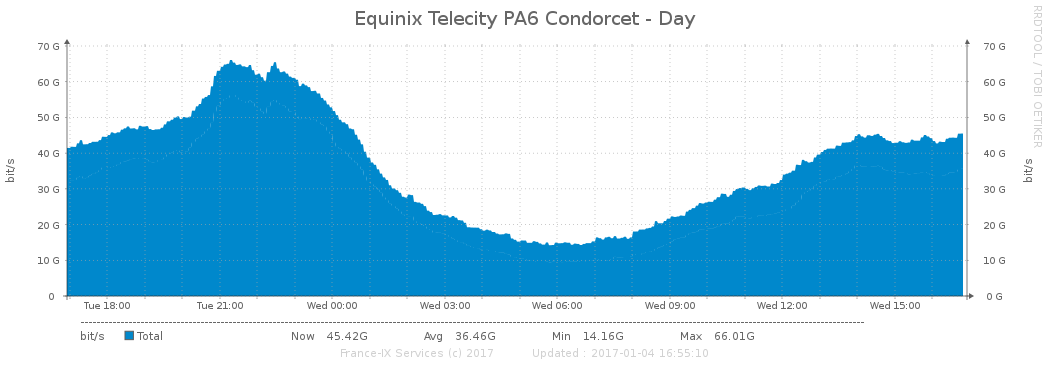 Equinix Telecity PA6 Condorcet - Day
RRDTOOL / TOBI OETIKER
70 G 70 G
60 G 60 G
50 G 50 G
40 G 40 G
30 G 30 G
20 G 20 G
10 G 10 G
0 0 G
bit/s bit/s
Tue 18:00 Tue 21:00 Wed 00:00 Wed 03:00 Wed 06:00 Wed 09:00 Wed 12:00 Wed 15:00
bit/s Total Now 45.42G Avg 36.46G Min 14.16G Max 66.01G
France-IX Services (c) 2017 Updated : 2017-01-04 16:55:10